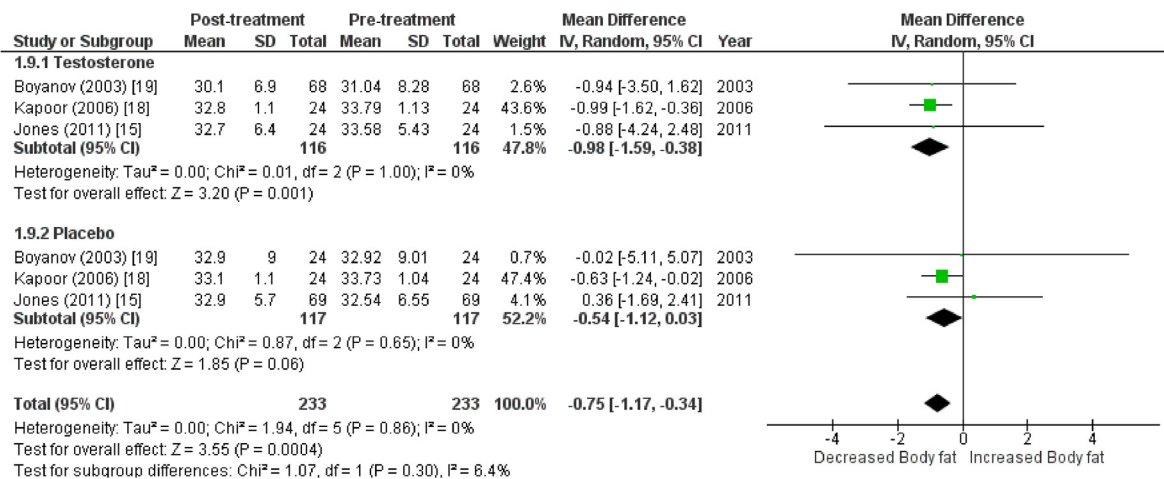 Post-treatment Pre-treatment Mean Difference Mean Difference
Study or Subgroup Mean SD Total Mean SD Total Weight IV, Random, 95% CI Year IV, Random, 95% CI
1.9.1 Testosterone
Boyanov (2003) [19] 30.1 6.9 68 31.04 8.28 68 2.6% -0.94 [-3.50, 1.62] 2003
Kapoor (2006) [18] 32.8 1.1 24 33.79 1.13 24 43.6% -0.99 [-1.62, -0.36] 2006
Jones (2011) [15] 32.7 6.4 24 33.58 5.43 24 1.5% -0.88 [-4.24, 2.48] 2011
Subtotal (95% CI) 116 116 47.8% -0.98 [-1.59, -0.38]
Heterogeneity: Tau² = 0.00; Chi² = 0.01, df = 2 (P = 1.00); I² = 0%
Test for overall effect: Z = 3.20 (P = 0.001)
1.9.2 Placebo
Boyanov (2003) [19] 32.9 9 24 32.92 9.01 24 0.7% -0.02 [-5.11, 5.07] 2003
Kapoor (2006) [18] 33.1 1.1 24 33.73 1.04 24 47.4% -0.63 [-1.24, -0.02] 2006
Jones (2011) [15] 32.9 5.7 69 32.54 6.55 69 4.1% 0.36 [-1.69, 2.41] 2011
Subtotal (95% CI) 117 117 52.2% -0.54 [-1.12, 0.03]
Heterogeneity: Tau² = 0.00; Chi² = 0.87, df = 2 (P = 0.65); I² = 0%
Test for overall effect: Z = 1.85 (P = 0.06)
Total (95% CI) 233 233 100.0% -0.75 [-1.17, -0.34]
Heterogeneity: Tau² = 0.00; Chi² = 1.94, df = 5 (P = 0.86); I² = 0%
Test for overall effect: Z = 3.55 (P = 0.0004)
Test for subgroup differences: Chi² = 1.07, df = 1 (P = 0.30), I² = 6.4%
-4 -2 0 2 4
Decreased Body fat Increased Body fat